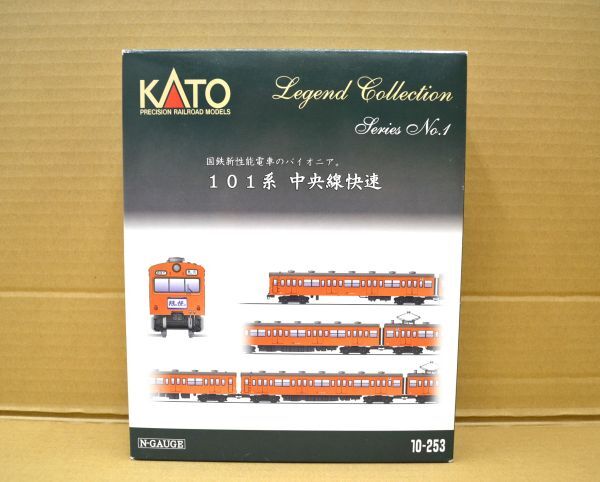 KATO
PRECISION RAILROAD MODELS
Legend Collection
Series No.1
国鉄新性能電車のパイオニア。
101系 中央線快速
N-GAUGE
10-253